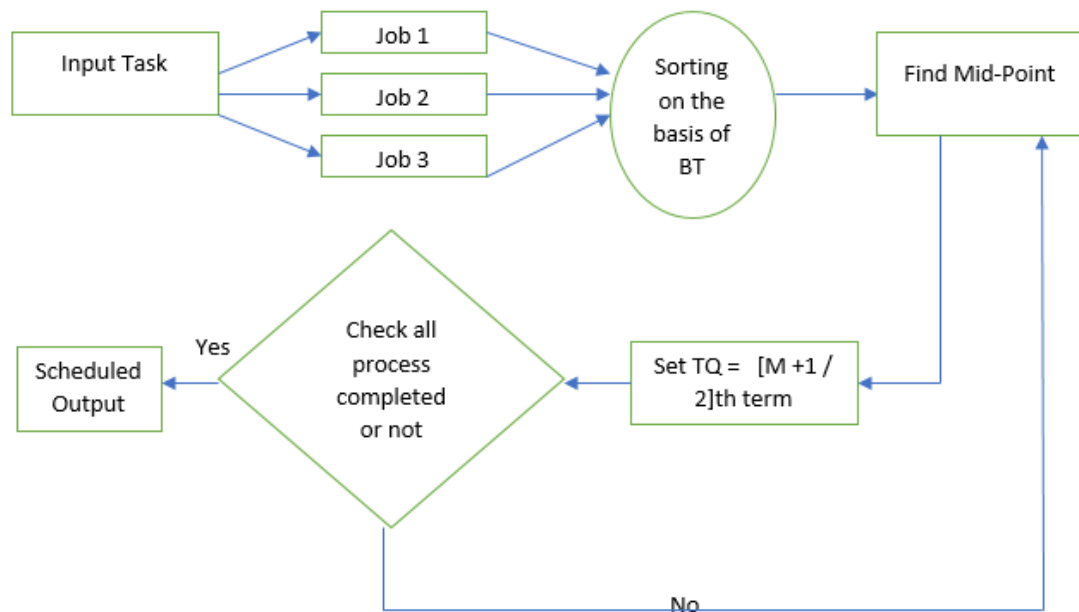 Input Task
Job 1
Job 2
Job 3
Sorting
on the
basis of
BT
Find Mid-Point
Set TQ = [M +1 /
2]th term
Check all
process
completed
or not
Yes
Scheduled
Output
No